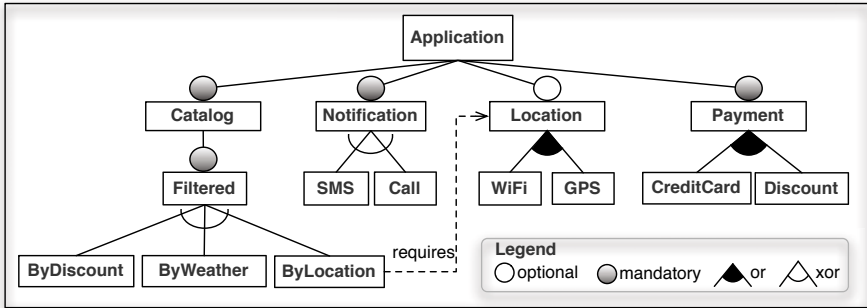 Application
Catalog
Notification
Location
Payment
Filtered
SMS
Call
WiFi
GPS
CreditCard
Discount
ByDiscount
ByWeather
ByLocation
requires
Legend
optional
mandatory
or
xor